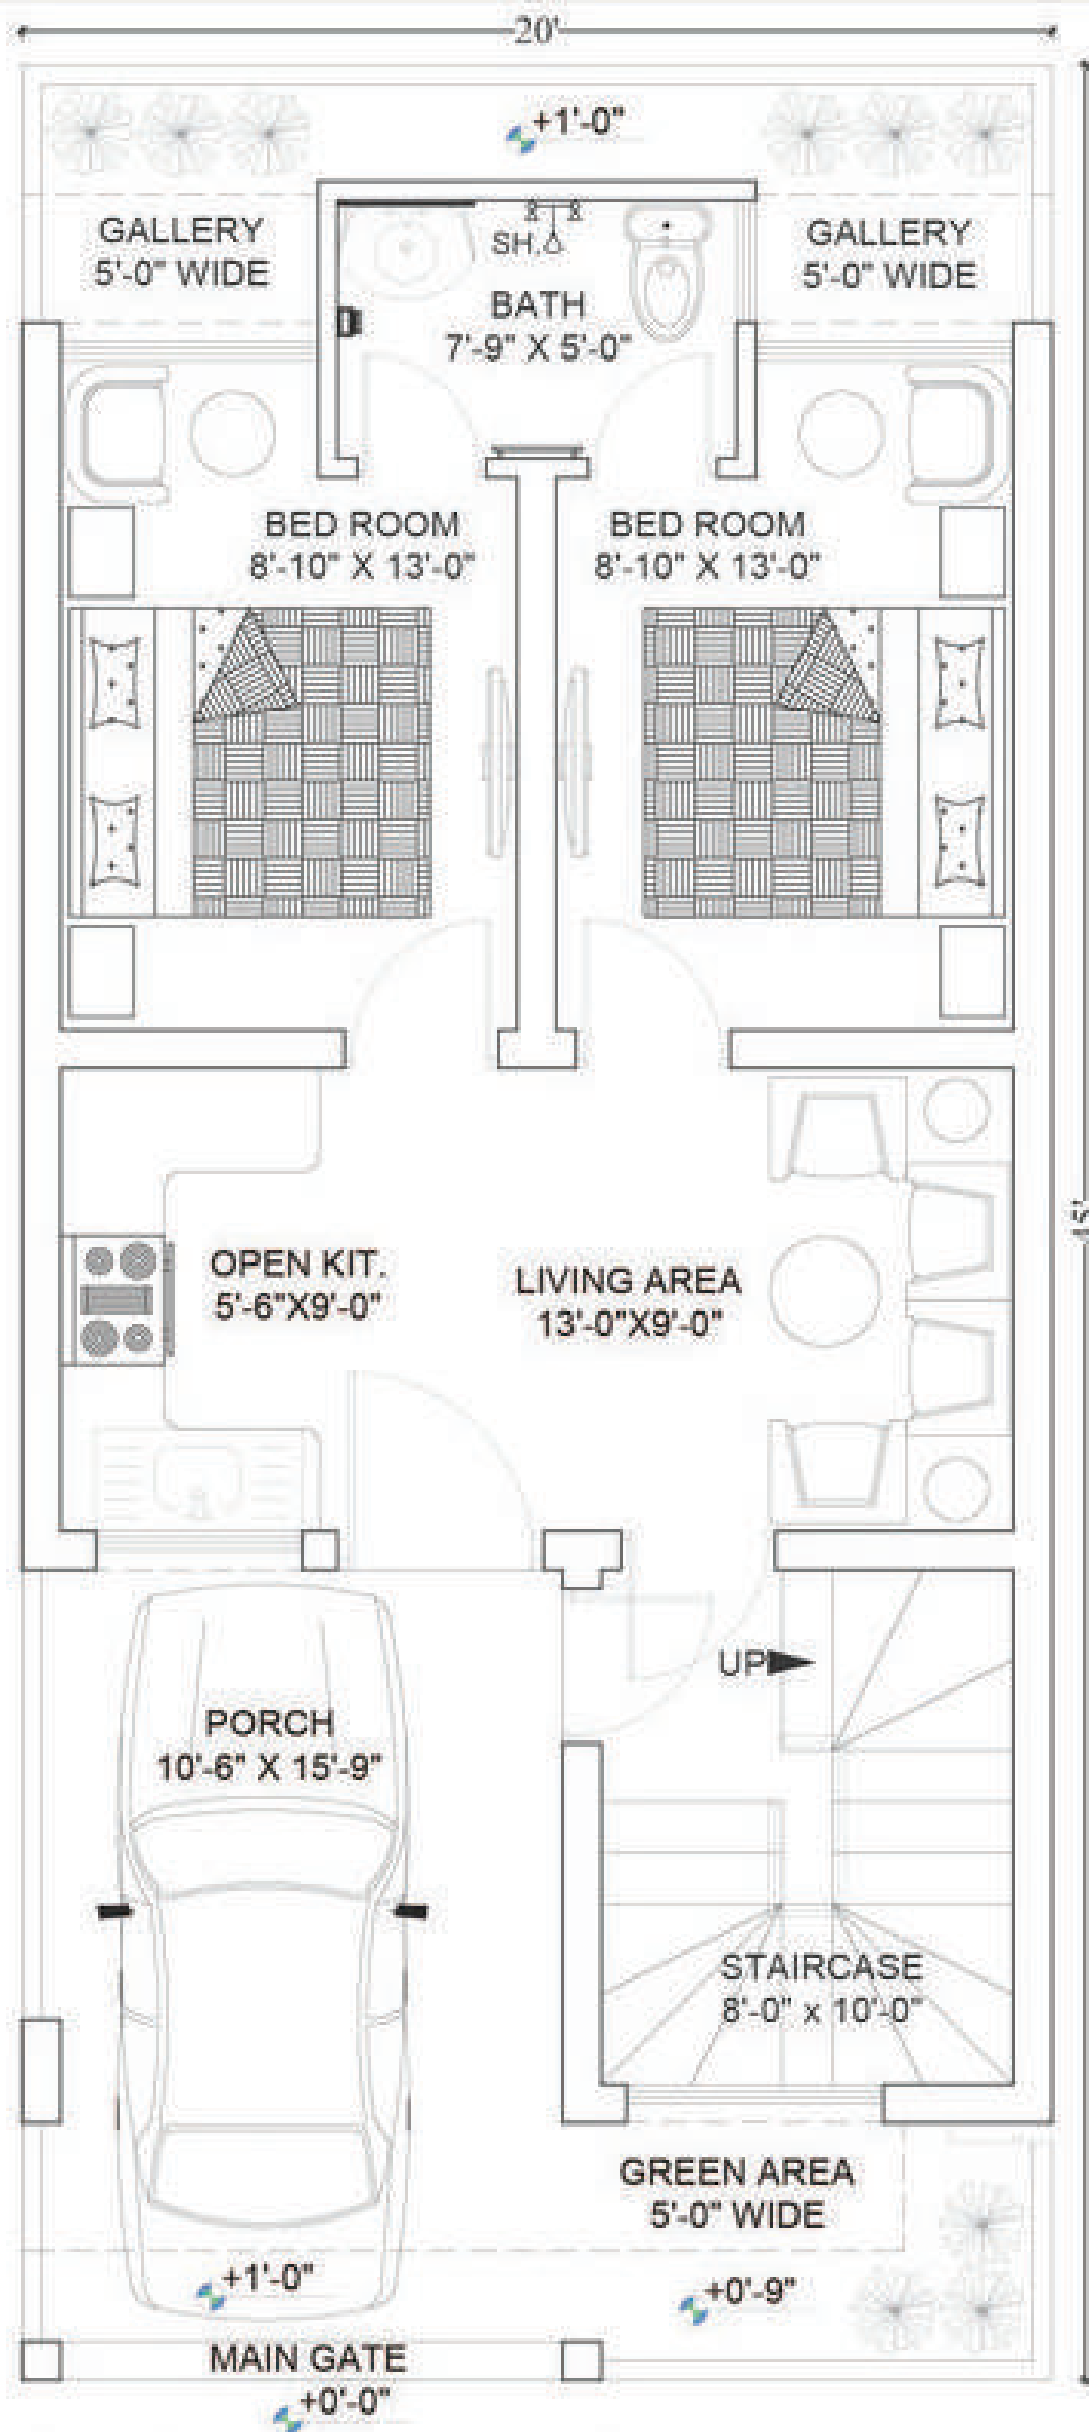 20'
+1'-0"
GALLERY
5'-0" WIDE
GALLERY
5'-0" WIDE
SH.
BATH
7'-9" X 5'-0"
BED ROOM
8'-10" X 13'-0"
BED ROOM
8'-10" X 13'-0"
45'
OPEN KIT.
5'-6"X9'-0"
LIVING AREA
13'-0"X9'-0"
UP
PORCH
10'-6" X 15'-9"
STAIRCASE
8'-0" x 10'-0"
GREEN AREA
5'-0" WIDE
+1'-0"
+0'-9"
MAIN GATE
+0'-0"